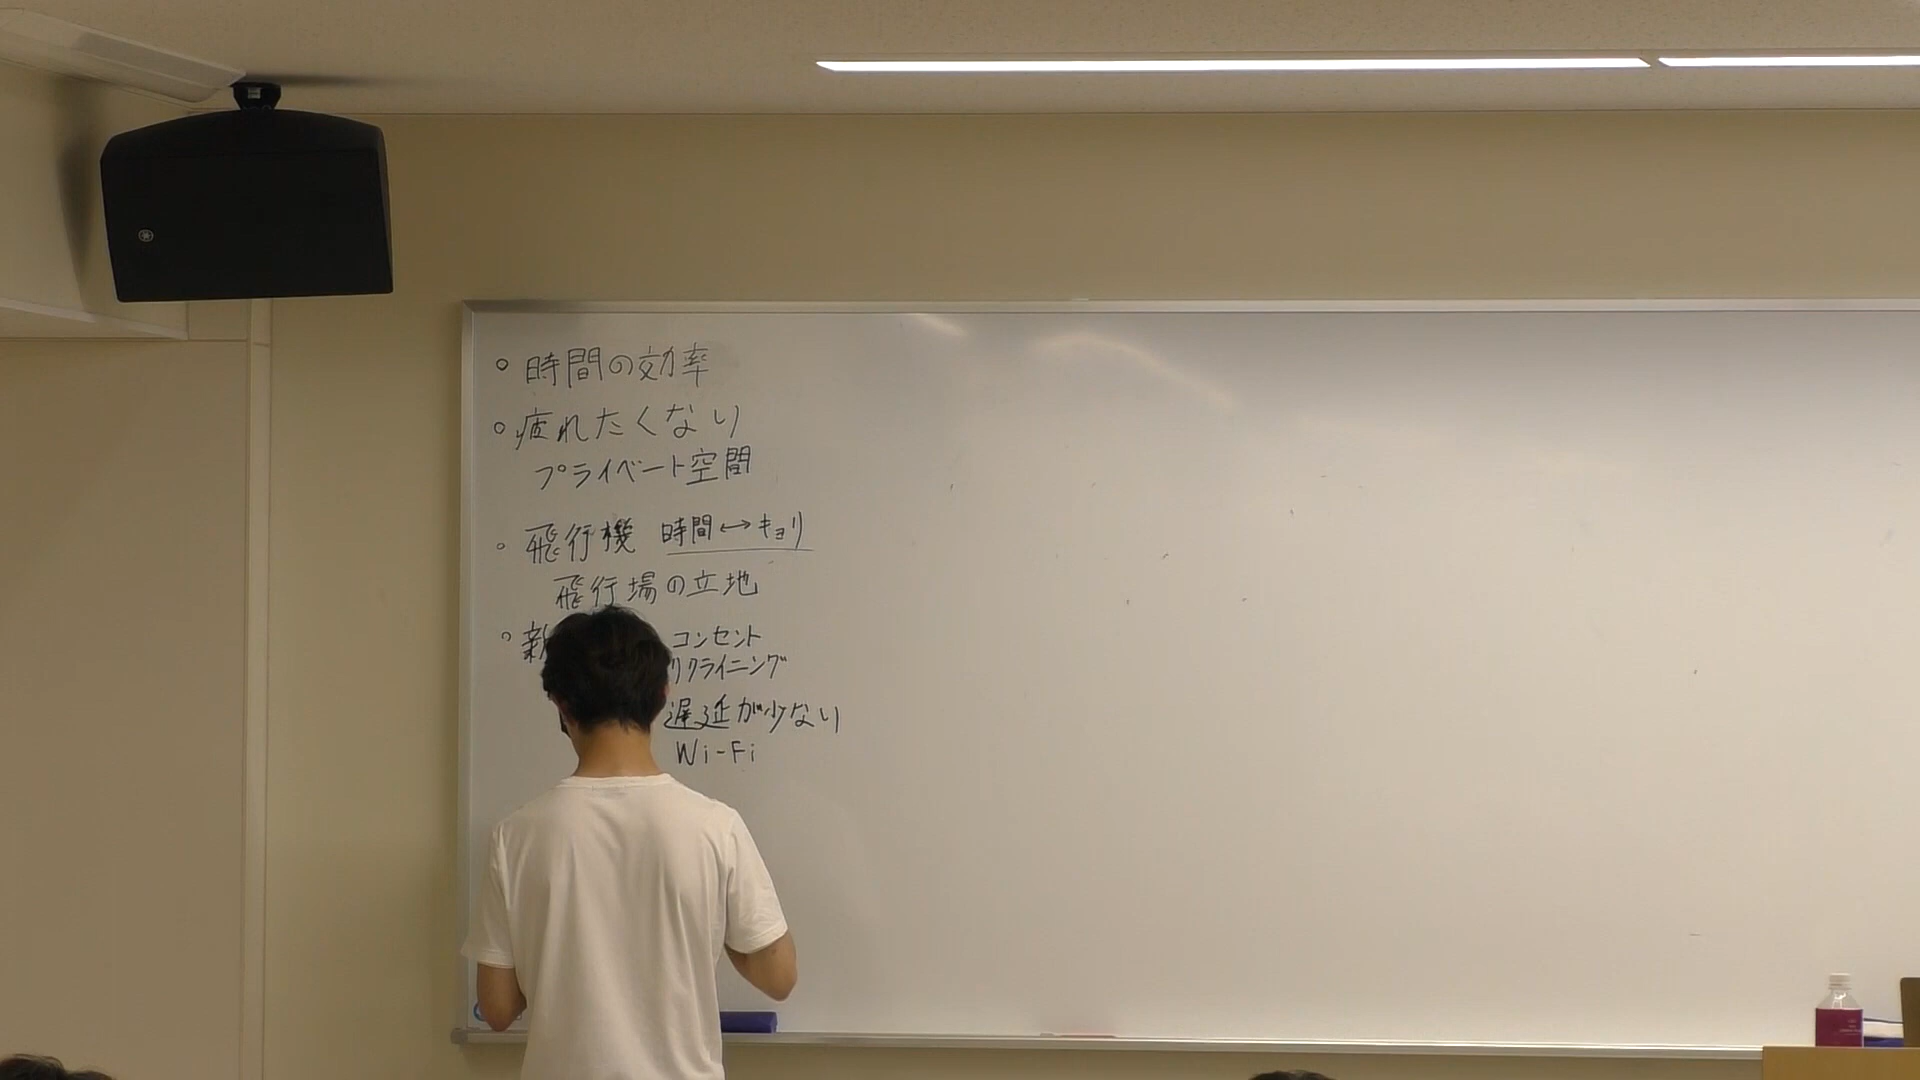 ○ 時間の効率
○ 疲れたくない
プライベート空間
○ 飛行機 時間↔キョリ
飛行場の立地
○ 新 コンセント
リクライニング
遅延が少ない
Wi-Fi